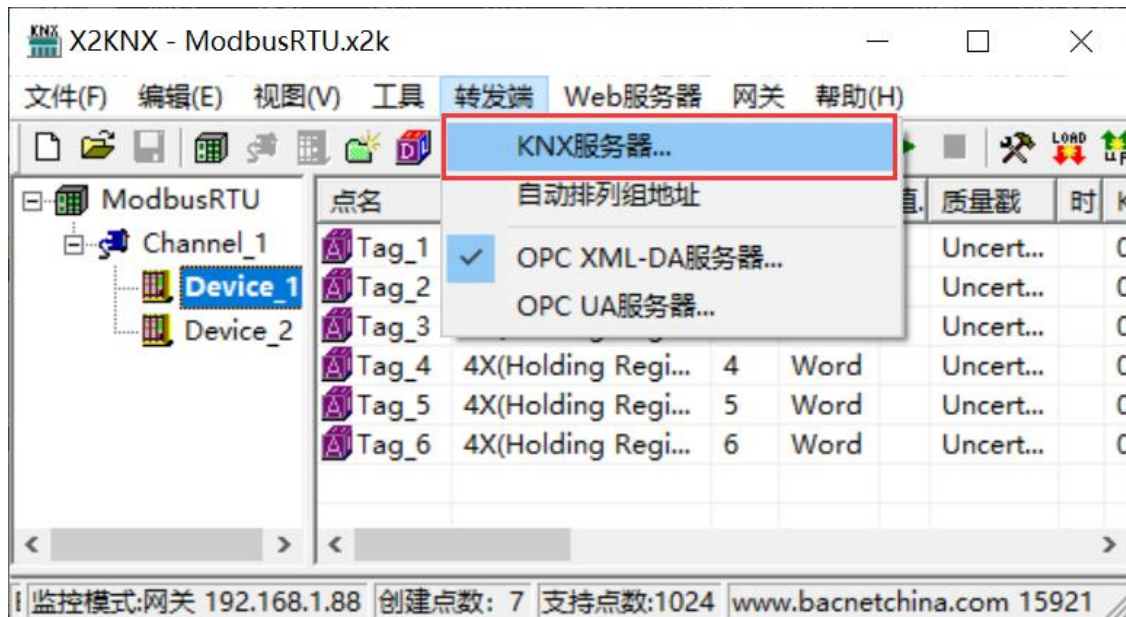 KNX X2KNX - ModbusRTU.x2k
文件(F) 编辑(E) 视图(V) 工具 转发端 Web服务器 网关 帮助(H)
LOAD
KNX服务器...
自动排列组地址
OPC XML-DA服务器...
OPC UA服务器...
ModbusRTU
Channel_1
Device_1
Device_2
点名 值. 质量戳 时
Tag_1 Uncert...
Tag_2 Uncert...
Tag_3 Uncert...
Tag_4 4X(Holding Regi... 4 Word Uncert...
Tag_5 4X(Holding Regi... 5 Word Uncert...
Tag_6 4X(Holding Regi... 6 Word Uncert...
监控模式:网关 192.168.1.88 创建点数: 7 支持点数:1024 www.bacnetchina.com 15921